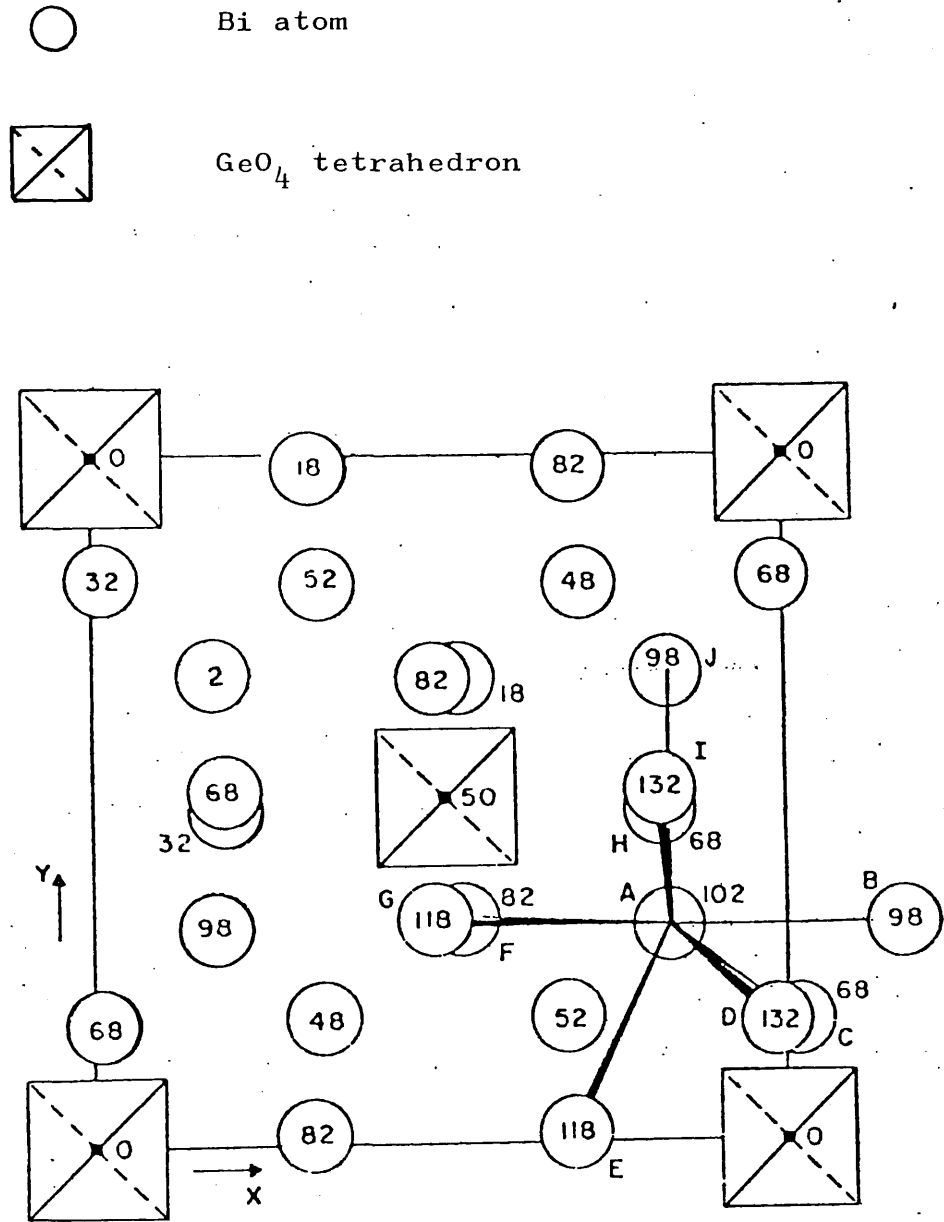 Bi atom
GeO4 tetrahedron
0 18 82 0
32 52 48 68
2 82 18 98 J
I
68 132
50
32 H 68
Y
G 82 A 102 B
98 118 98
F
68
68 48 52 D 132
C
0 82 118 0
E
X